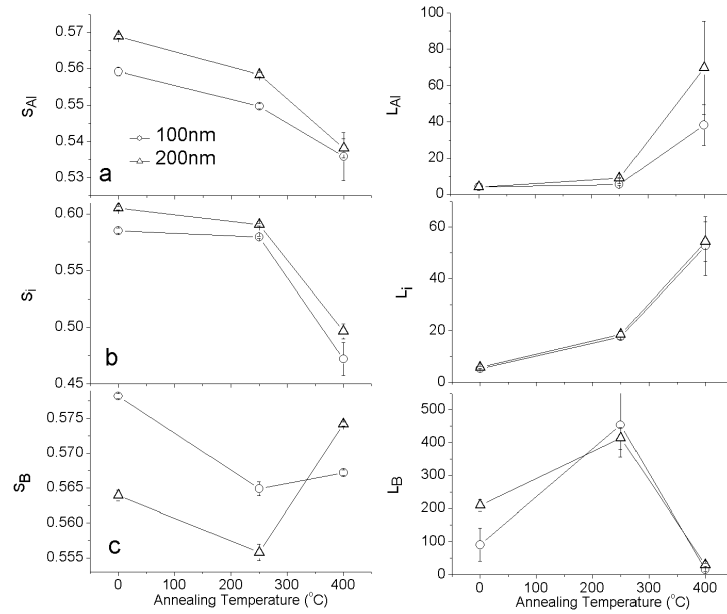 0.57
0.56
0.55
0.54
0.53
S_Al
100nm
200nm
a
100
80
60
40
20
0
L_Al
0.60
0.55
0.50
0.45
S_i
b
60
40
20
0
L_i
0.575
0.570
0.565
0.560
0.555
S_B
c
0 100 200 300 400
Annealing Temperature (°C)
500
400
300
200
100
0
L_B
0 100 200 300 400
Annealing Temperature (°C)